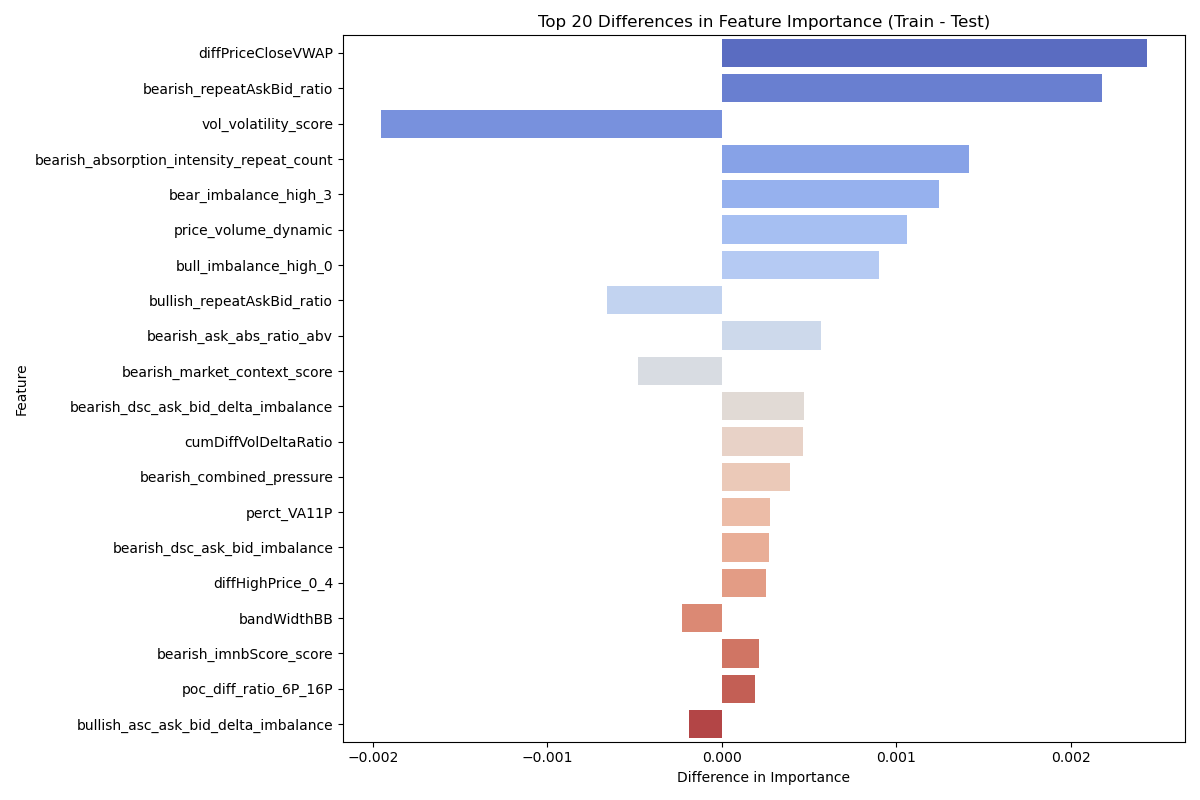 Top 20 Differences in Feature Importance (Train - Test)
Feature
diffPriceCloseVWAP
bearish_repeatAskBid_ratio
vol_volatility_score
bearish_absorption_intensity_repeat_count
bear_imbalance_high_3
price_volume_dynamic
bull_imbalance_high_0
bullish_repeatAskBid_ratio
bearish_ask_abs_ratio_abv
bearish_market_context_score
bearish_dsc_ask_bid_delta_imbalance
cumDiffVolDeltaRatio
bearish_combined_pressure
perct_VA11P
bearish_dsc_ask_bid_imbalance
diffHighPrice_0_4
bandWidthBB
bearish_imnbScore_score
poc_diff_ratio_6P_16P
bullish_asc_ask_bid_delta_imbalance
−0.002 −0.001 0.000 0.001 0.002
Difference in Importance